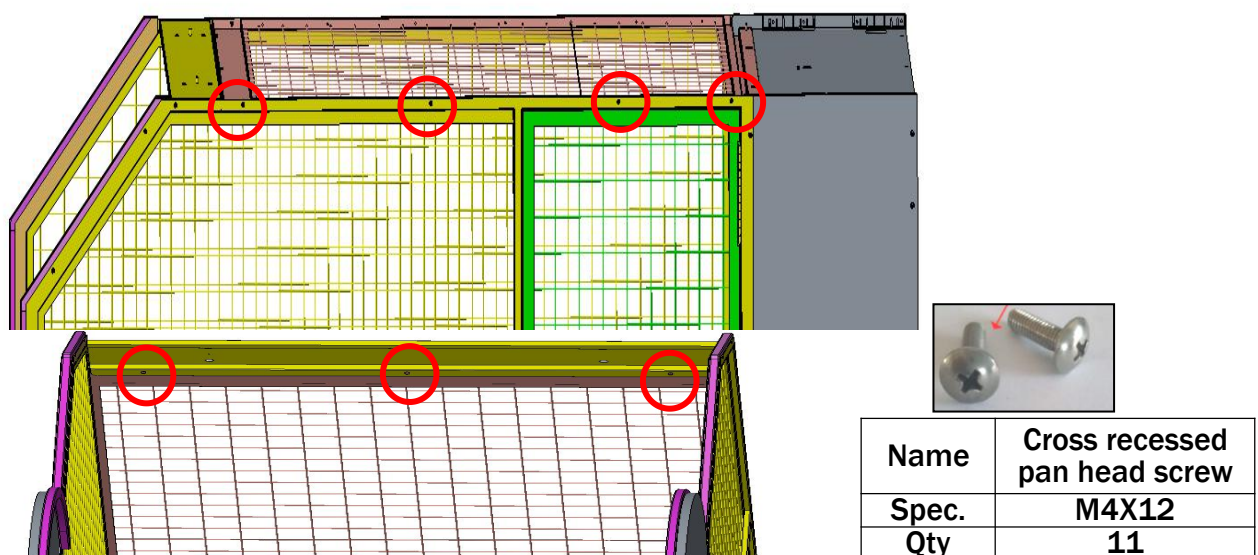 Name
Cross recessed
pan head screw
Spec.
M4X12
Qty
11